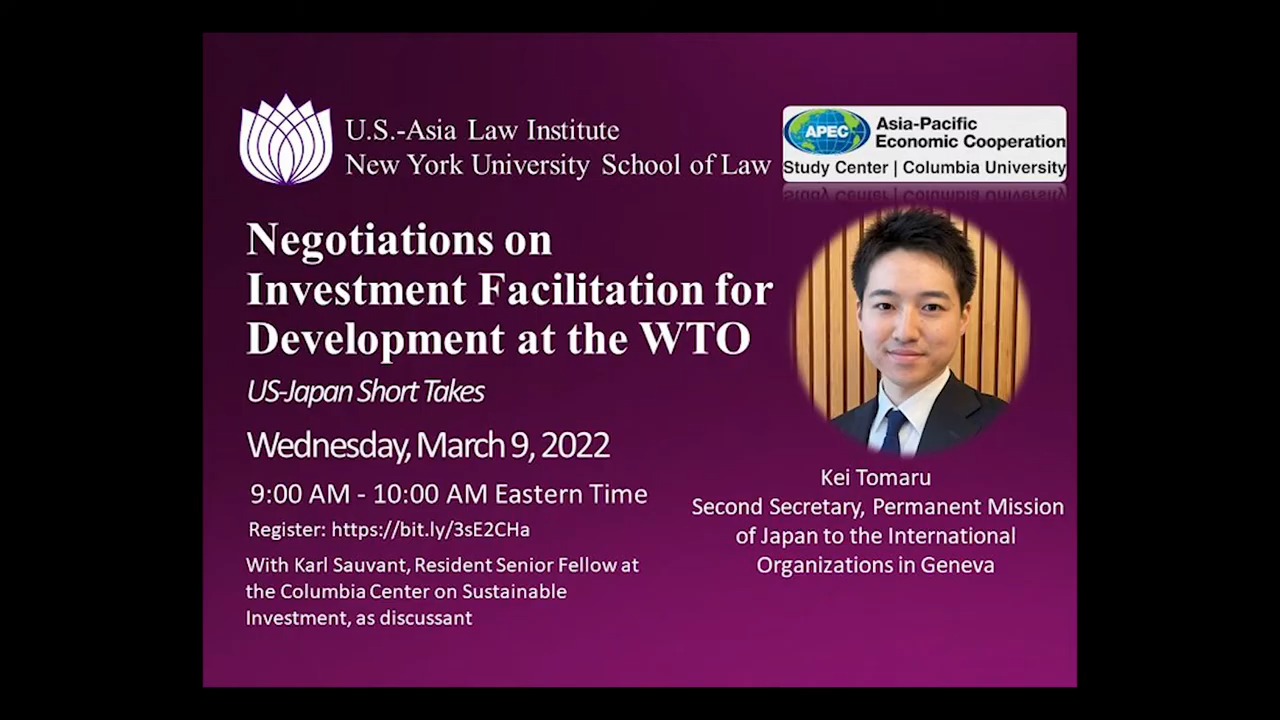 U.S.-Asia Law Institute
New York University School of Law
APEC
Asia-Pacific
Economic Cooperation
Study Center | Columbia University
Negotiations on
Investment Facilitation for
Development at the WTO
US-Japan Short Takes
Wednesday, March 9, 2022
9:00 AM - 10:00 AM Eastern Time
Register: https://bit.ly/3sE2CHa
With Karl Sauvant, Resident Senior Fellow at
the Columbia Center on Sustainable
Investment, as discussant
Kei Tomaru
Second Secretary, Permanent Mission
of Japan to the International
Organizations in Geneva